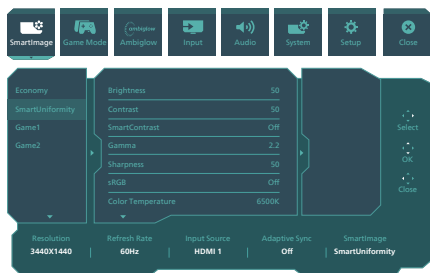 ambiglow
SmartImage Game Mode Ambiglow Input Audio System Setup Close
Economy
SmartUniformity
Game1
Game2
Brightness 50
Contrast 50
SmartContrast Off
Gamma 2,2
Sharpness 50
sRGB Off
Color Temperature 6500K
Select
OK
Close
Resolution Refresh Rate Input Source Adaptive Sync SmartImage
3440X1440 | 60Hz | HDMI 1 | Off | SmartUniformity